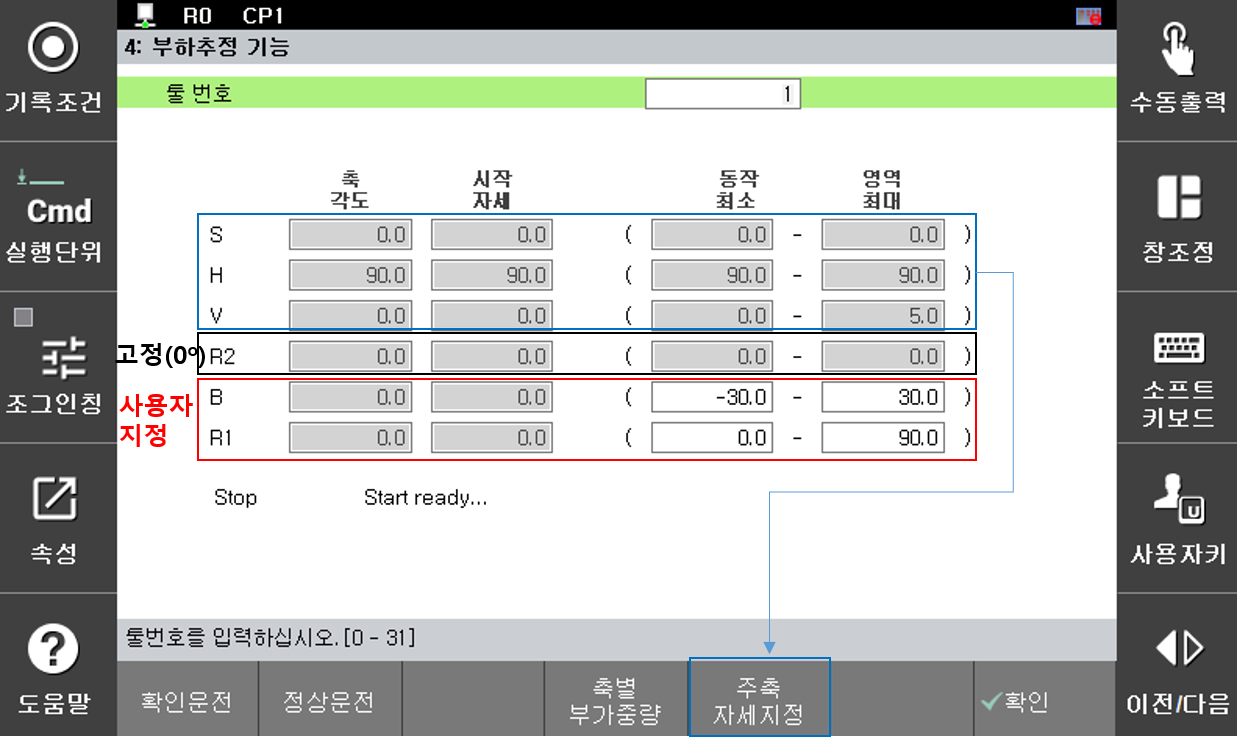 R0 CP1
4: 부하추정 기능
툴 번호 1
축 시작 동작 영역
각도 자세 최소 최대
S 0.0 0.0 ( 0.0 - 0.0 )
H 90.0 90.0 ( 90.0 - 90.0 )
V 0.0 0.0 ( 0.0 - 5.0 )
고정(0º) R2 0.0 0.0 ( 0.0 - 0.0 )
사용자
지정
B 0.0 0.0 ( -30.0 - 30.0 )
R1 0.0 0.0 ( 0.0 - 90.0 )
Stop Start ready...
툴번호를 입력하십시오.[0 - 31]
확인운전
정상운전
축별
부가중량
주축
자세지정
확인
기록조건
Cmd
실행단위
조그인칭
속성
?
도움말
수동출력
창조정
소프트
키보드
U
사용자키
이전/다음